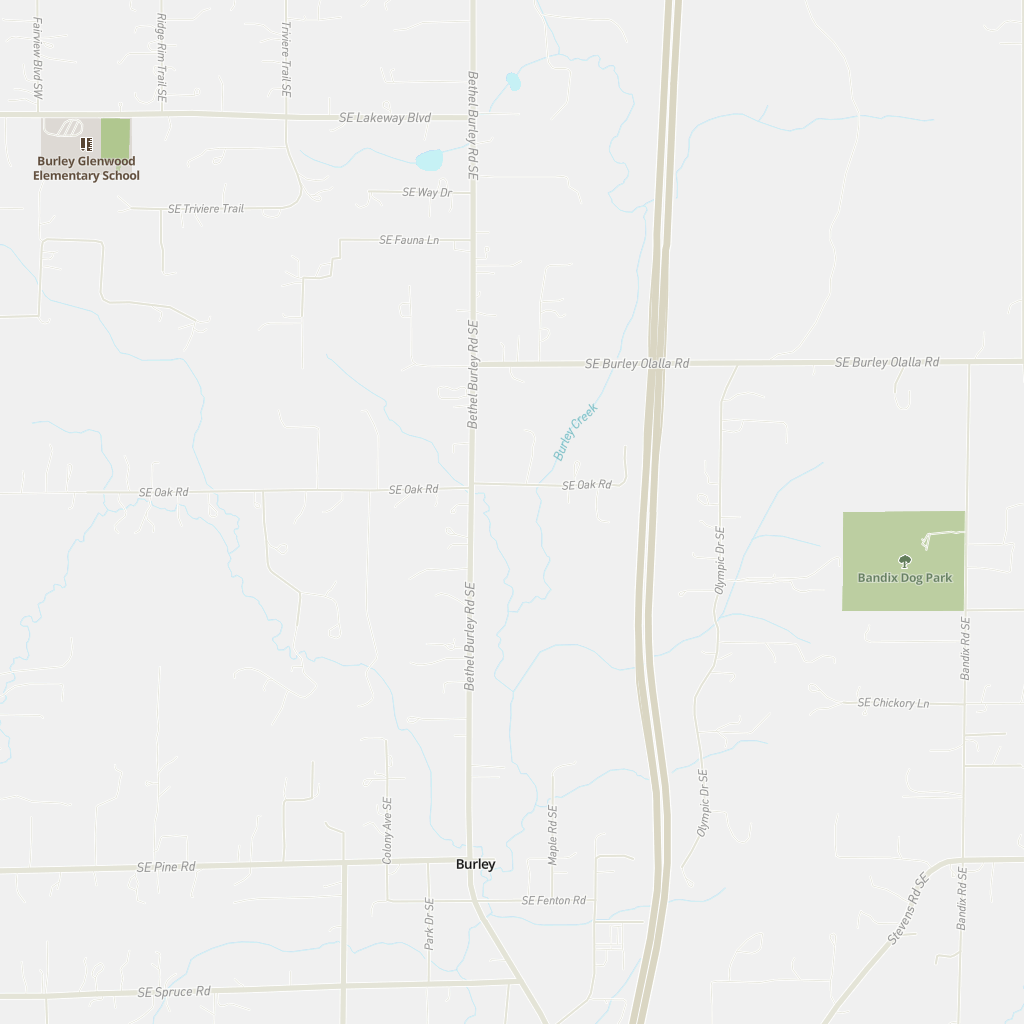 Fairview Blvd SW
Ridge Rim Trail SE
Triviere Trail SE
Bethel Burley Rd SE
SE Lakeway Blvd
Burley Glenwood
Elementary School
SE Way Dr
SE Triviere Trail
SE Fauna Ln
Bethel Burley Rd SE
SE Burley Olalla Rd
SE Burley Olalla Rd
Burley Creek
SE Oak Rd
SE Oak Rd
SE Oak Rd
Olympic Dr SE
Bandix Dog Park
Bethel Burley Rd SE
Bandix Rd SE
SE Chickory Ln
Olympic Dr SE
Colony Ave SE
Maple Rd SE
SE Pine Rd
Burley
SE Fenton Rd
Park Dr SE
Stevens Rd SE
Bandix Rd SE
SE Spruce Rd